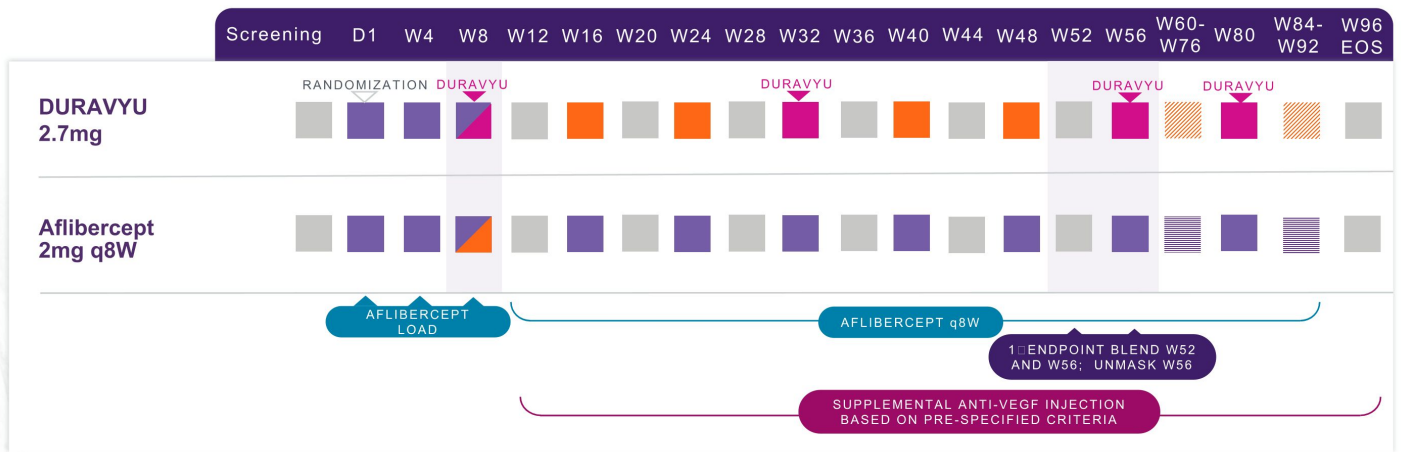 Screening D1 W4 W8 W12 W16 W20 W24 W28 W32 W36 W40 W44 W48 W52 W56 W60- W80 W84- W96
W76 W92 EOS
RANDOMIZATION DURAVYU DURAVYU DURAVYU DURAVYU
DURAVYU
2.7mg
Aflibercept
2mg q8W
AFLIBERCEPT
LOAD
AFLIBERCEPT q8W
1□ENDPOINT BLEND W52
AND W56; UNMASK W56
SUPPLEMENTAL ANTI-VEGF INJECTION
BASED ON PRE-SPECIFIED CRITERIA